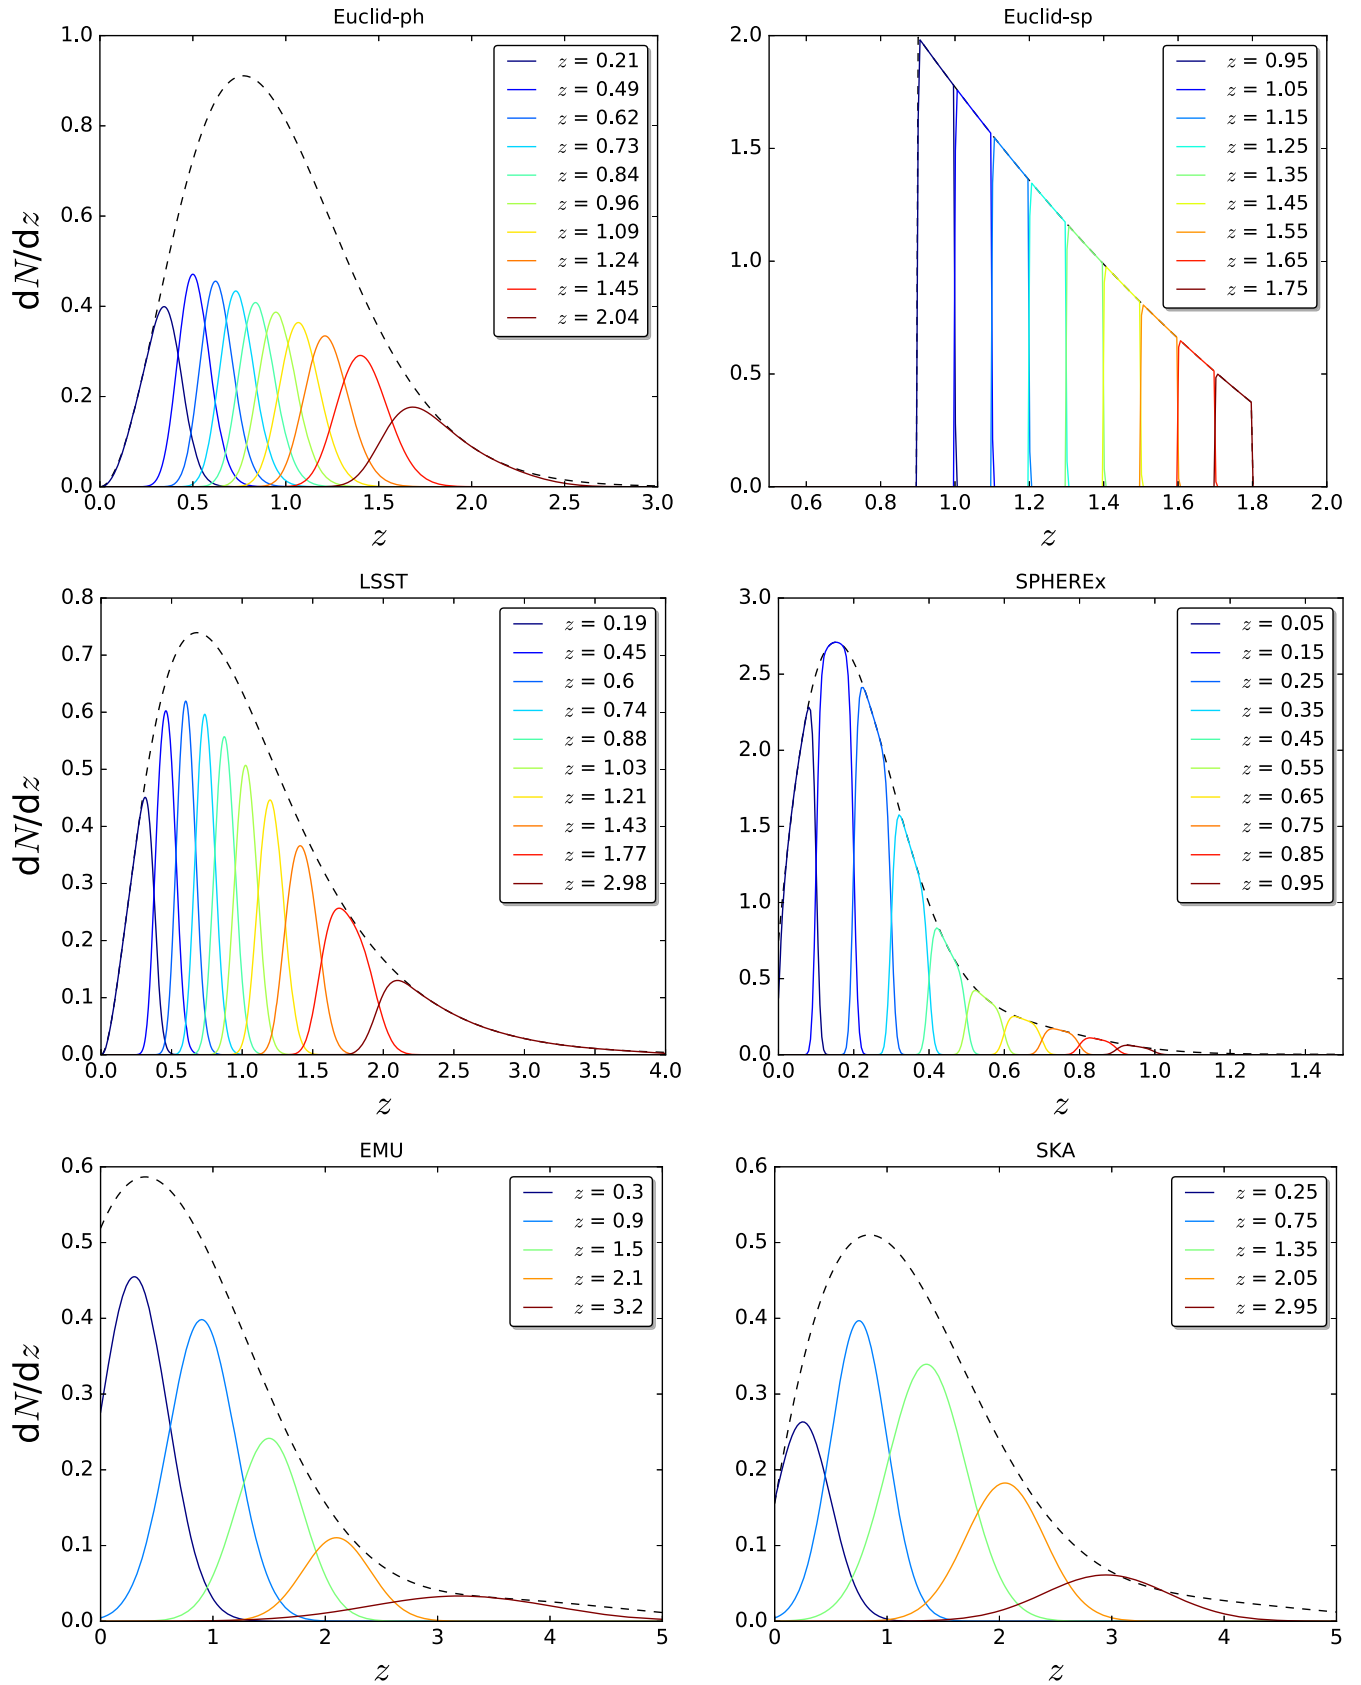 Euclid-ph
dN/dz
1.0
0.8
0.6
0.4
0.2
0.0
0.0 0.5 1.0 1.5 2.0 2.5 3.0
z
z = 0.21
z = 0.49
z = 0.62
z = 0.73
z = 0.84
z = 0.96
z = 1.09
z = 1.24
z = 1.45
z = 2.04
Euclid-sp
2.0
1.5
1.0
0.5
0.0
0.6 0.8 1.0 1.2 1.4 1.6 1.8 2.0
z
z = 0.95
z = 1.05
z = 1.15
z = 1.25
z = 1.35
z = 1.45
z = 1.55
z = 1.65
z = 1.75
LSST
dN/dz
0.8
0.7
0.6
0.5
0.4
0.3
0.2
0.1
0.0
0.0 0.5 1.0 1.5 2.0 2.5 3.0 3.5 4.0
z
z = 0.19
z = 0.45
z = 0.6
z = 0.74
z = 0.88
z = 1.03
z = 1.21
z = 1.43
z = 1.77
z = 2.98
SPHEREx
3.0
2.5
2.0
1.5
1.0
0.5
0.0
0.0 0.2 0.4 0.6 0.8 1.0 1.2 1.4
z
z = 0.05
z = 0.15
z = 0.25
z = 0.35
z = 0.45
z = 0.55
z = 0.65
z = 0.75
z = 0.85
z = 0.95
EMU
dN/dz
0.6
0.5
0.4
0.3
0.2
0.1
0.0
0 1 2 3 4 5
z
z = 0.3
z = 0.9
z = 1.5
z = 2.1
z = 3.2
SKA
0.6
0.5
0.4
0.3
0.2
0.1
0.0
0 1 2 3 4 5
z
z = 0.25
z = 0.75
z = 1.35
z = 2.05
z = 2.95